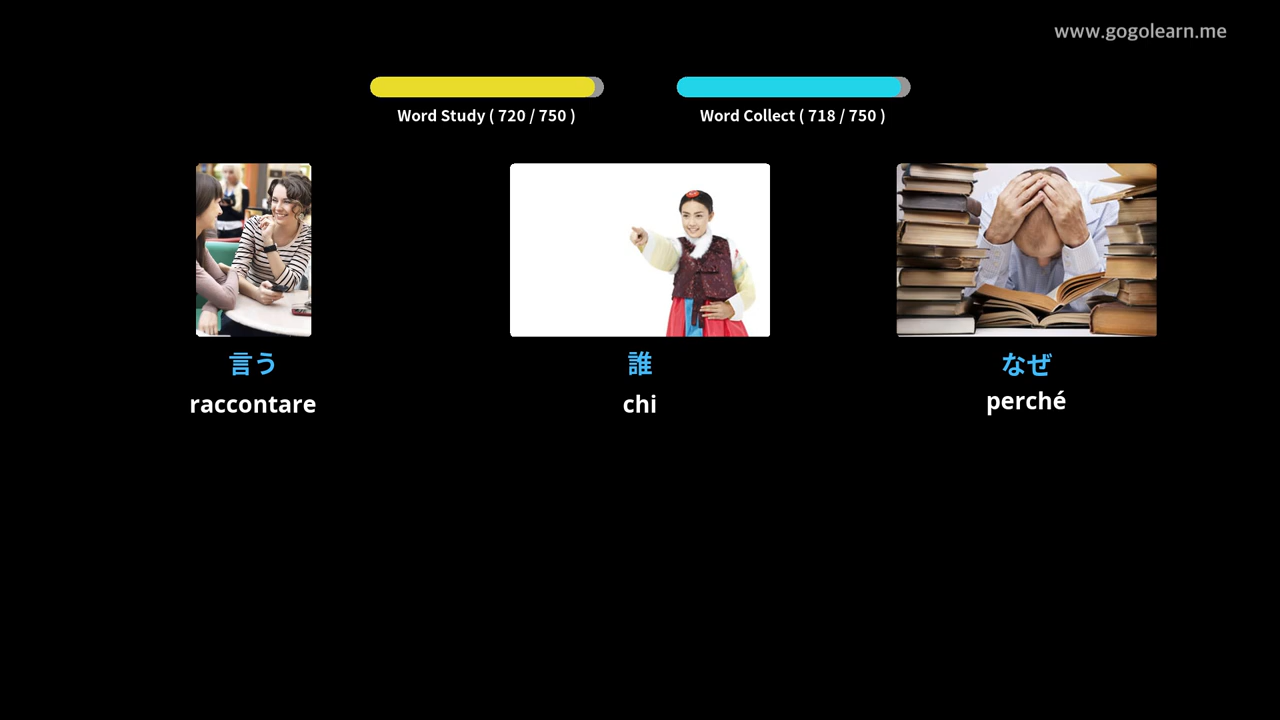 www.gogolearn.me
Word Study ( 720 / 750 )
Word Collect ( 718 / 750 )
言う
raccontare
誰
chi
なぜ
perché